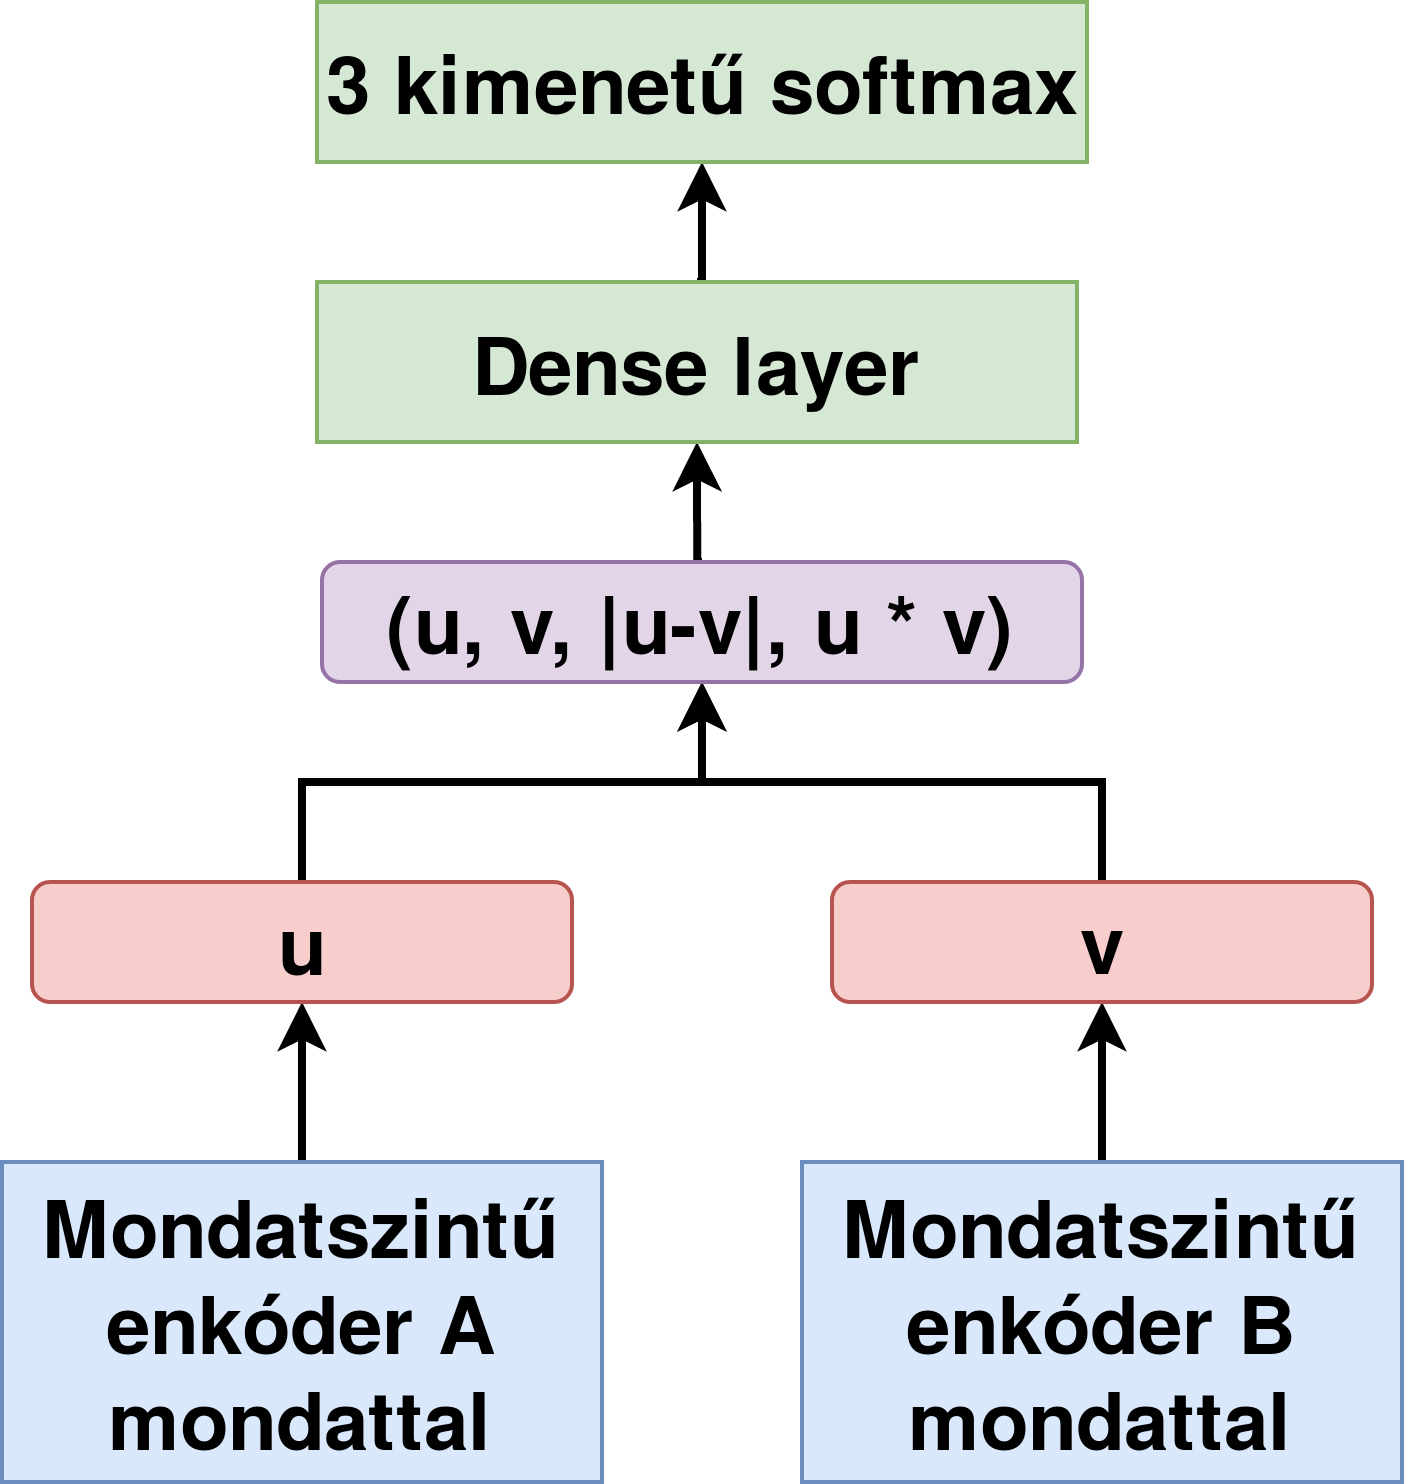 3 kimenetű softmax
Dense layer
(u, v, |u-v|, u * v)
u
v
Mondatszintű
enkóder A
mondattal
Mondatszintű
enkóder B
mondattal